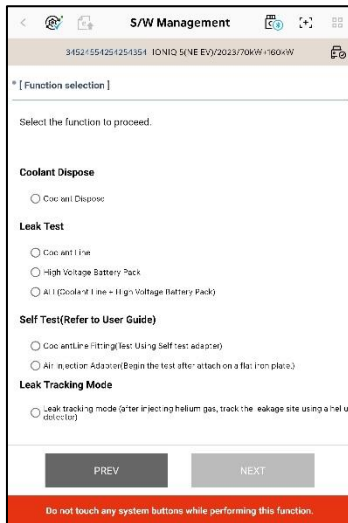 S/W Management
34524554254254354 IONIQ 5(NE EV)/2023/70kW+160kW
* [ Function selection ]
Select the function to proceed.
Coolant Dispose
Coolant Dispose
Leak Test
Coolant Line
High Voltage Battery Pack
ALL(Coolant Line + High Voltage Battery Pack)
Self Test(Refer to User Guide)
CoolantLine Fitting(Test Using Self test adapter)
Air Injection Adapter(Begin the test after attach on a flat iron plate.)
Leak Tracking Mode
Leak tracking mode (after injecting helium gas, track the leakage site using a heliu
detector)
PREV
NEXT
Do not touch any system buttons while performing this function.